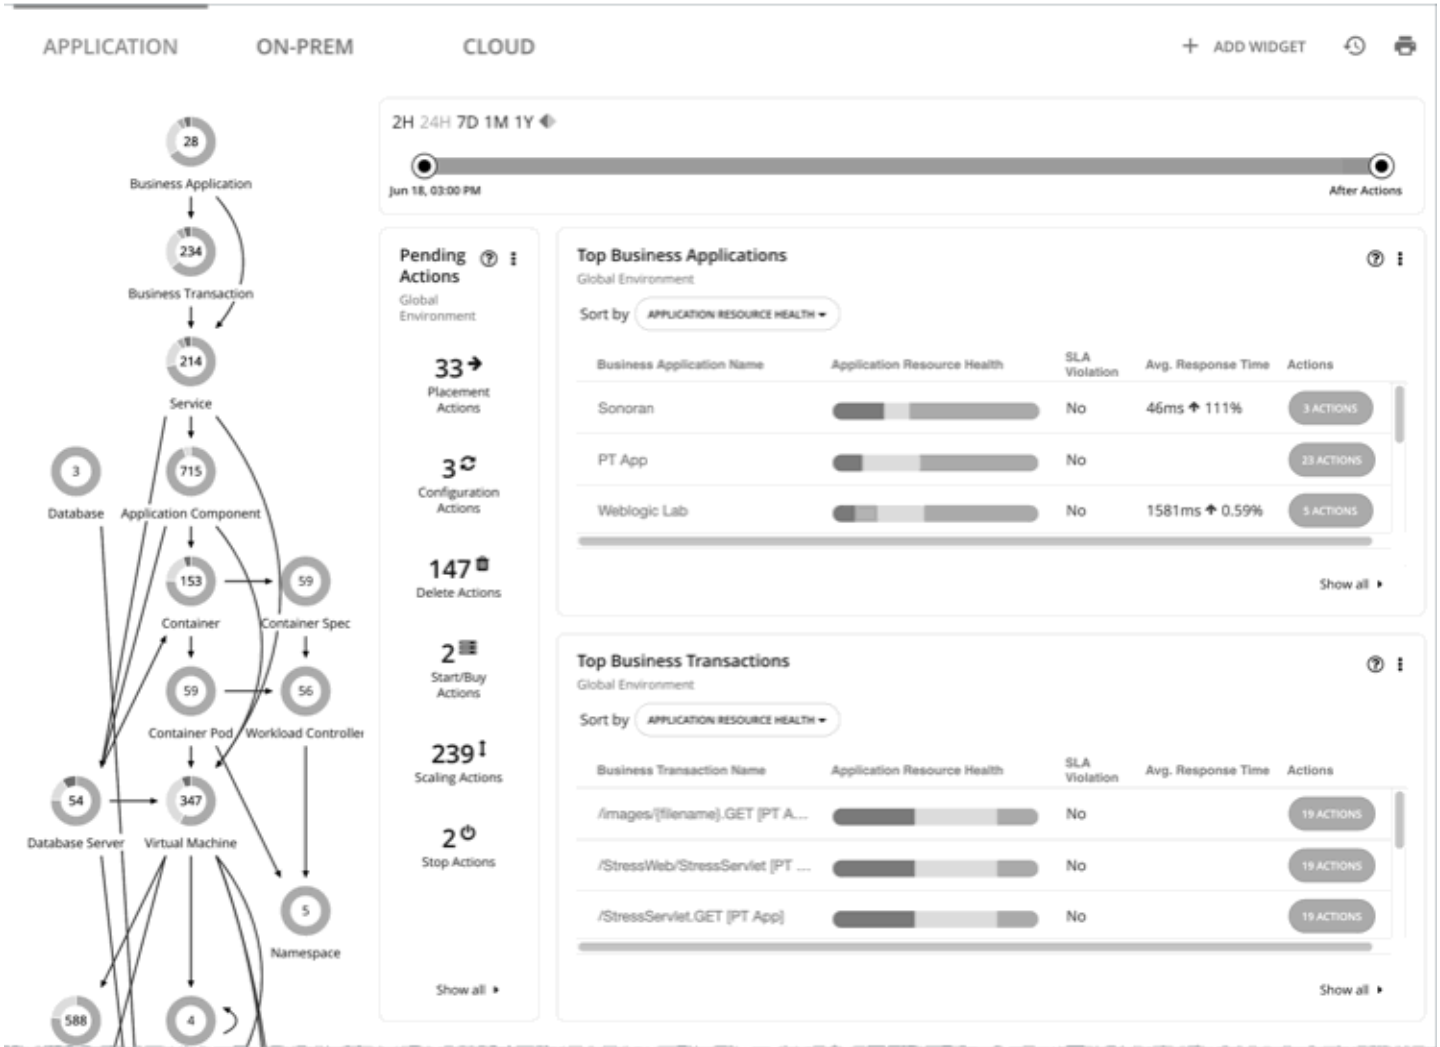 APPLICATION
ON-PREM
CLOUD
ADD WIDGET
28
Business Application
234
Business Transaction
214
Service
3
Database
715
Application Component
153
Container
59
Container Spec
59
Container Pod
56
Workload Controller
54
Database Server
347
Virtual Machine
5
Namespace
588
4
2H 24H 7D 1M 1Y
Jun 18, 03:00 PM
After Actions
Pending
Actions
Global
Environment
33
Placement
Actions
3
Configuration
Actions
147
Delete Actions
2
Start/Buy
Actions
239
Scaling Actions
2
Stop Actions
Show all
Top Business Applications
Global Environment
Sort by APPLICATION RESOURCE HEALTH
Business Application Name Application Resource Health SLA Violation Avg. Response Time Actions
Sonoran No 46ms 111% 3 ACTIONS
PT App No 23 ACTIONS
Weblogic Lab No 1581ms 0.59% 5 ACTIONS
Show all
Top Business Transactions
Global Environment
Sort by APPLICATION RESOURCE HEALTH
Business Transaction Name Application Resource Health SLA Violation Avg. Response Time Actions
/images/{filename}.GET [PT A... No 19 ACTIONS
/StressWeb/StressServlet [PT ... No 19 ACTIONS
/StressServlet.GET [PT App] No 19 ACTIONS
Show all